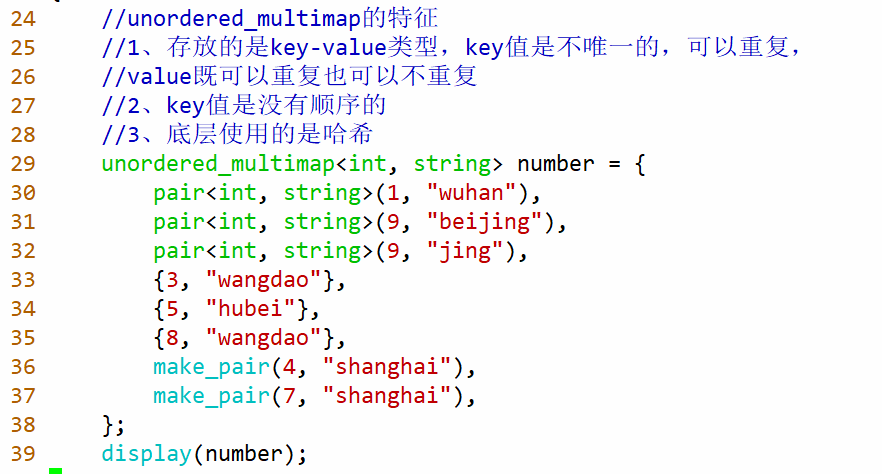 24 //unordered_multimap的特征
25 //1、存放的是key-value类型，key值是不唯一的，可以重复，
26 //value既可以重复也可以不重复
27 //2、key值是没有顺序的
28 //3、底层使用的是哈希
29 unordered_multimap<int, string> number = {
30 pair<int, string>(1, "wuhan"),
31 pair<int, string>(9, "beijing"),
32 pair<int, string>(9, "jing"),
33 {3, "wangdao"},
34 {5, "hubei"},
35 {8, "wangdao"},
36 make_pair(4, "shanghai"),
37 make_pair(7, "shanghai"),
38 };
39 display(number);